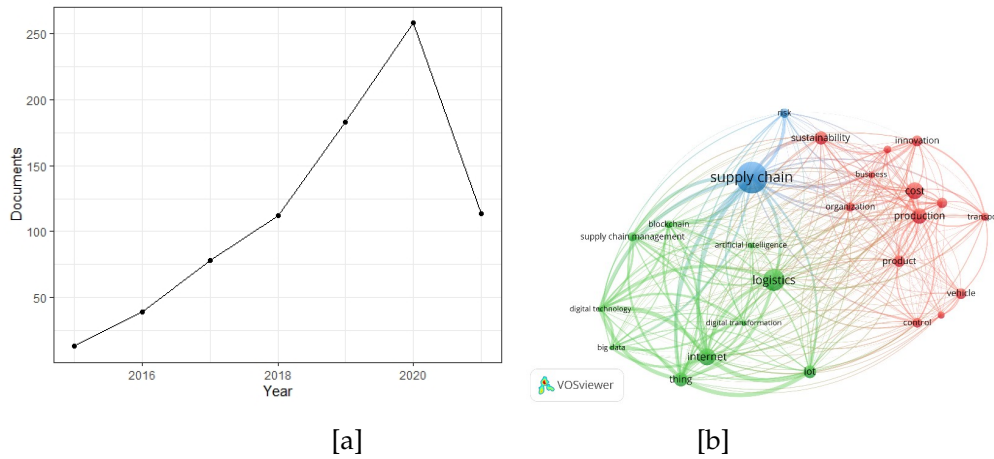 250
200
150
100
50
Documents
2016
2018
2020
Year
risk
sustainability
innovation
supply chain
business
cost
organization
production
blockchain
supply chain management
artificial intelligence
product
logistics
vehicle
digital technology
digital transformation
control
big data
internet
iot
thing
VOSviewer
[a]
[b]